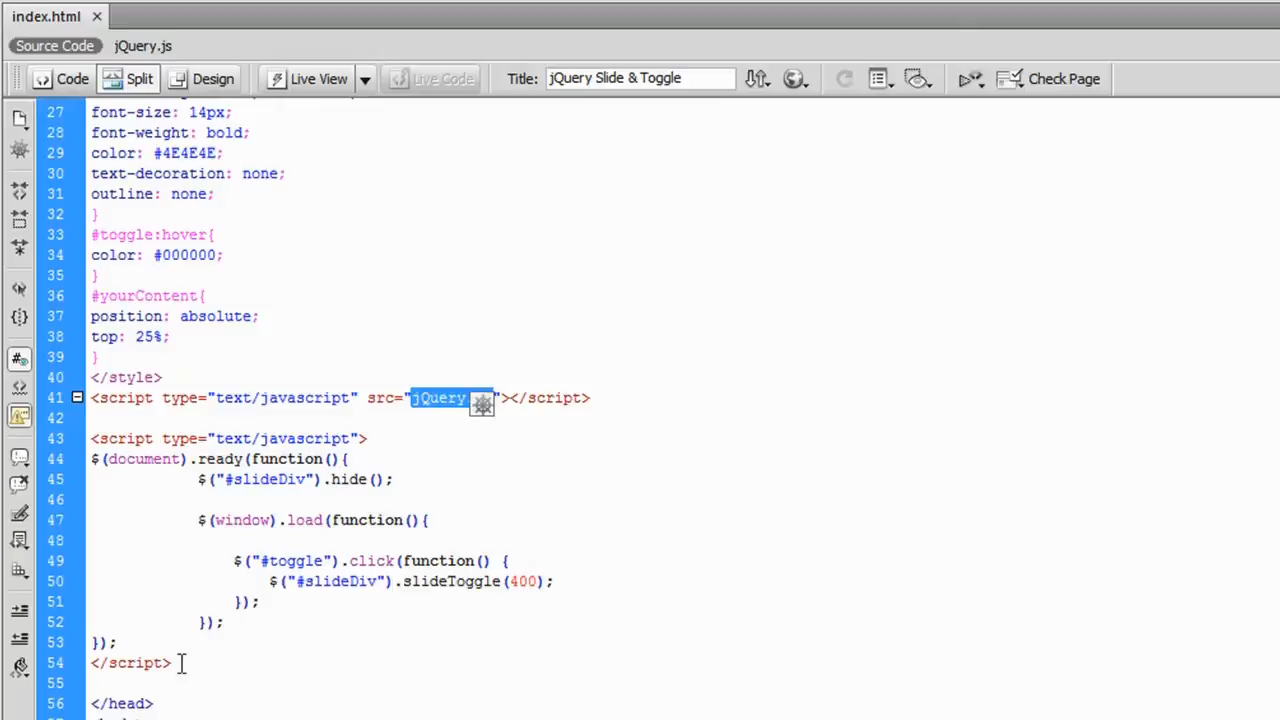 index.html ×
Source Code jQuery.js
Code Split Design Live View Live Code Title: jQuery Slide & Toggle Check Page
27 font-size: 14px;
28 font-weight: bold;
29 color: #4E4E4E;
30 text-decoration: none;
31 outline: none;
32 }
33 #toggle:hover{
34 color: #000000;
35 }
36 #yourContent{
37 position: absolute;
38 top: 25%;
39 }
40 </style>
41 <script type="text/javascript" src="jQuery. "></script>
42
43 <script type="text/javascript">
44 $(document).ready(function(){
45 $("#slideDiv").hide();
46
47 $(window).load(function(){
48
49 $("#toggle").click(function() {
50 $("#slideDiv").slideToggle(400);
51 });
52 });
53 });
54 </script>
55
56 </head>